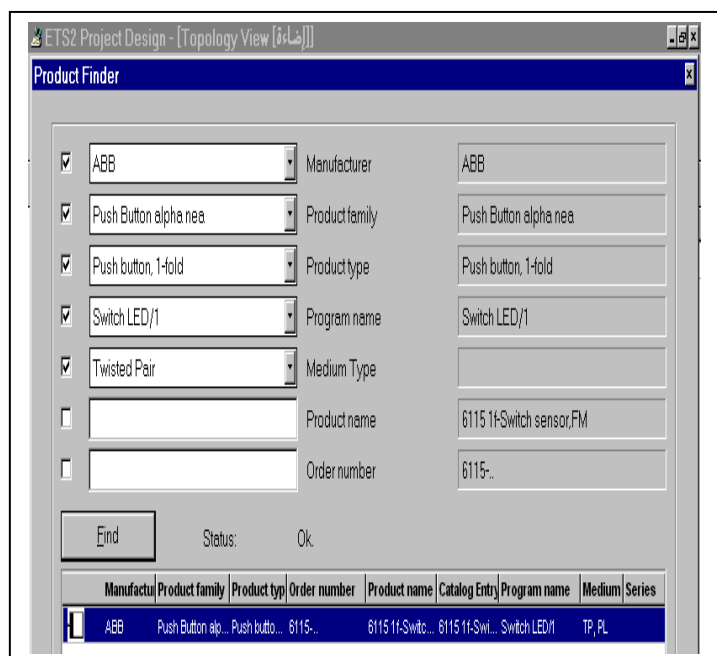 ETS2 Project Design - [Topology View [إضاءة]]
Product Finder
ABB Manufacturer ABB
Push Button alpha nea Product family Push Button alpha nea
Push button, 1-fold Product type Push button, 1-fold
Switch LED/1 Program name Switch LED/1
Twisted Pair Medium Type
Product name 6115 1f-Switch sensor,FM
Order number 6115-..
Find Status: Ok.
Manufactu Product family Product typ Order number Product name Catalog Entry Program name Medium Series
ABB Push Button alp... Push butto... 6115-.. 6115 1f-Switc... 6115 1f-Swi... Switch LED/1 TP, PL